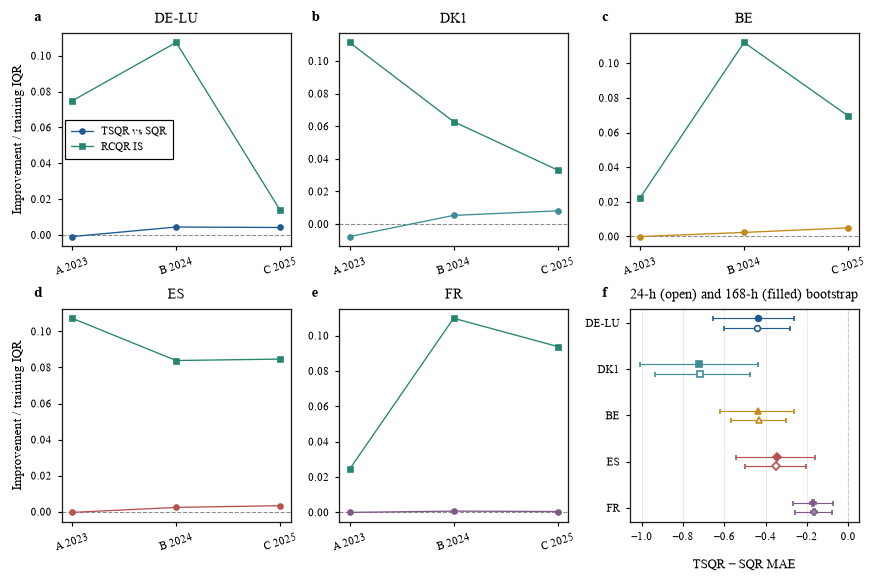 a DE-LU
Improvement / training IQR
0.10
0.08
0.06
0.04
0.02
0.00
TSQR vs SQR
RCQR IS
A 2023 B 2024 C 2025
b DK1
0.10
0.08
0.06
0.04
0.02
0.00
A 2023 B 2024 C 2025
c BE
0.10
0.08
0.06
0.04
0.02
0.00
A 2023 B 2024 C 2025
d ES
Improvement / training IQR
0.10
0.08
0.06
0.04
0.02
0.00
A 2023 B 2024 C 2025
e FR
0.10
0.08
0.06
0.04
0.02
0.00
A 2023 B 2024 C 2025
f 24-h (open) and 168-h (filled) bootstrap
DE-LU
DK1
BE
ES
FR
−1.0 −0.8 −0.6 −0.4 −0.2 0.0
TSQR − SQR MAE